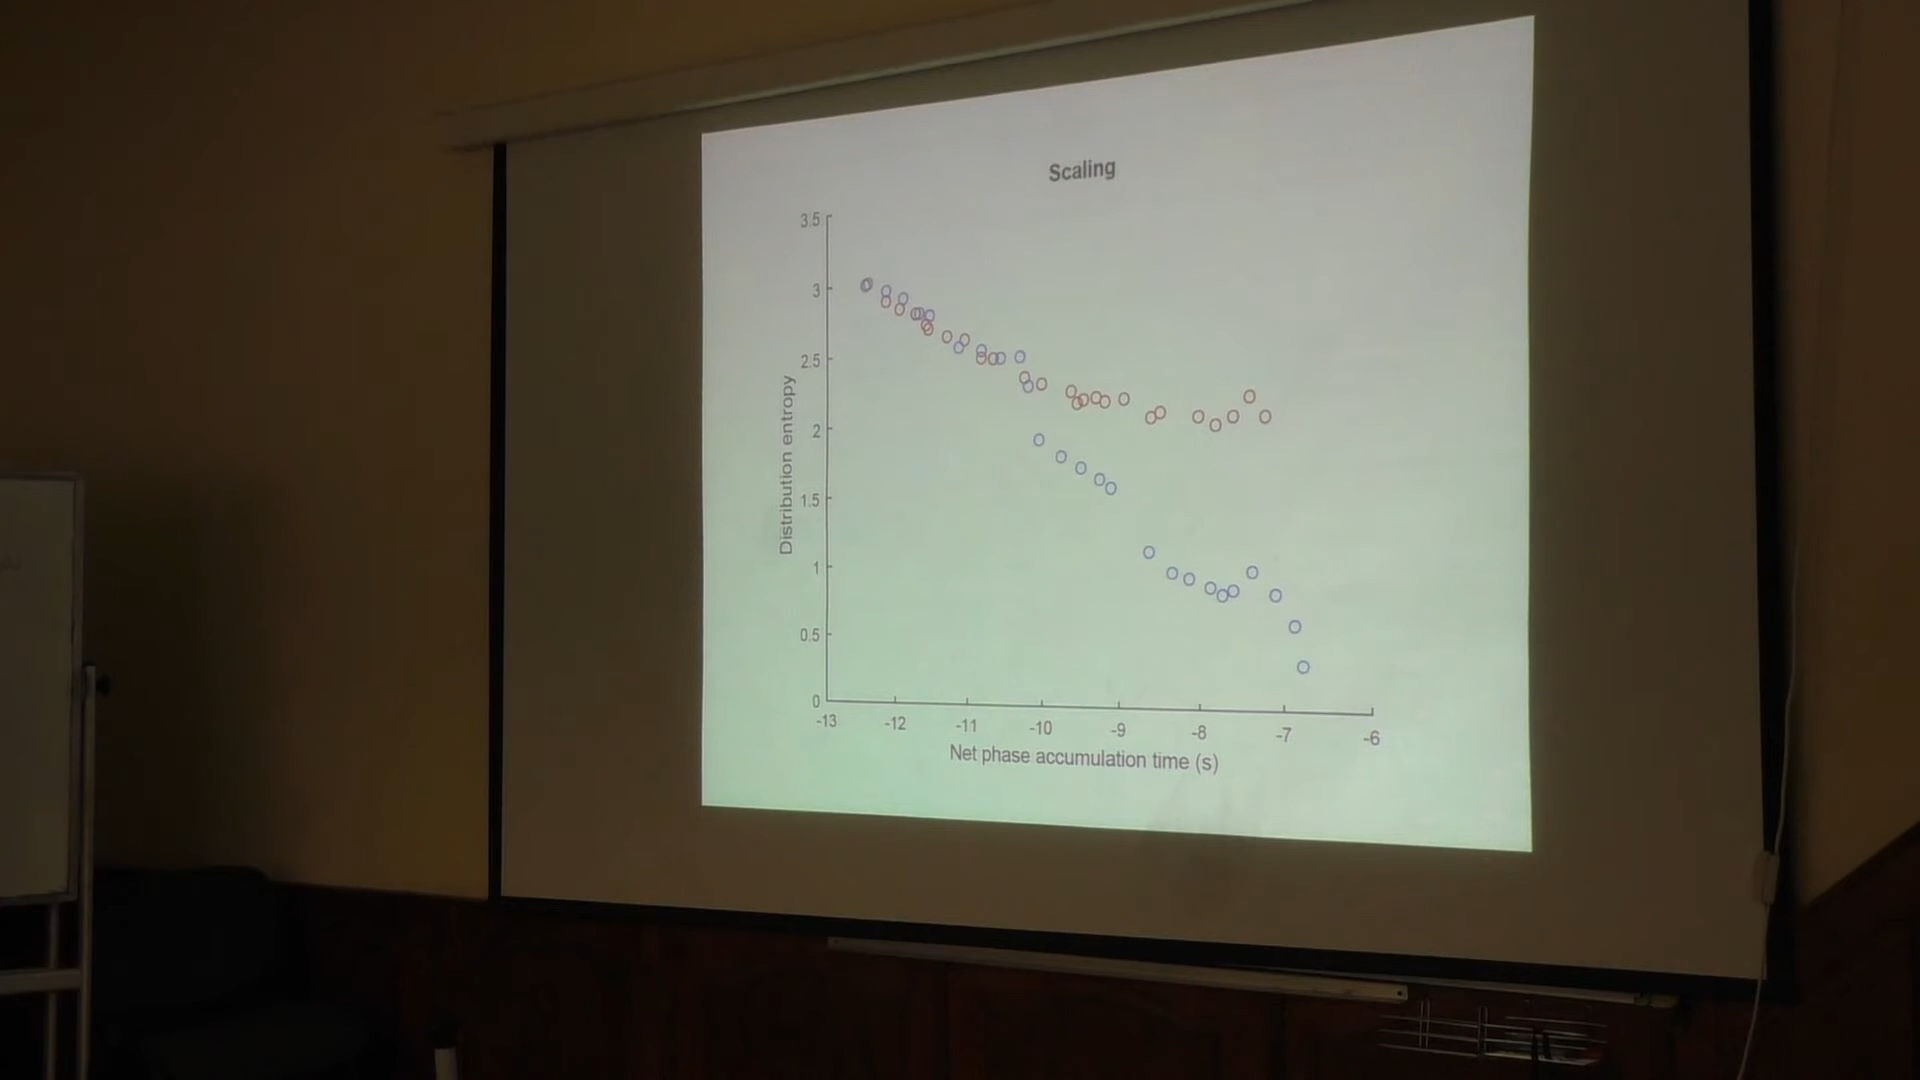 Scaling
3.5
3
2.5
2
1.5
1
0.5
0
Distribution entropy
-13 -12 -11 -10 -9 -8 -7 -6
Net phase accumulation time (s)